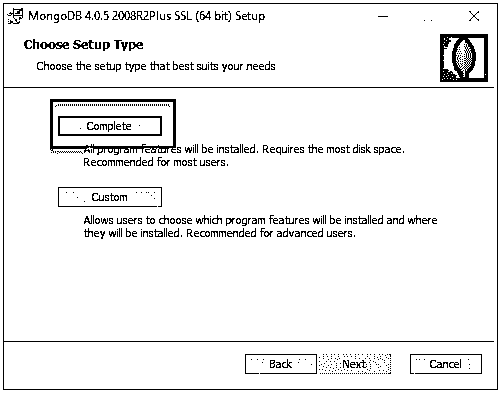 MongoDB 4.0.5 2008R2Plus SSL (64 bit) Setup
Choose Setup Type
Choose the setup type that best suits your needs
Complete
All program features will be installed. Requires the most disk space.
Recommended for most users.
Custom
Allows users to choose which program features will be installed and where
they will be installed. Recommended for advanced users.
Back Next Cancel